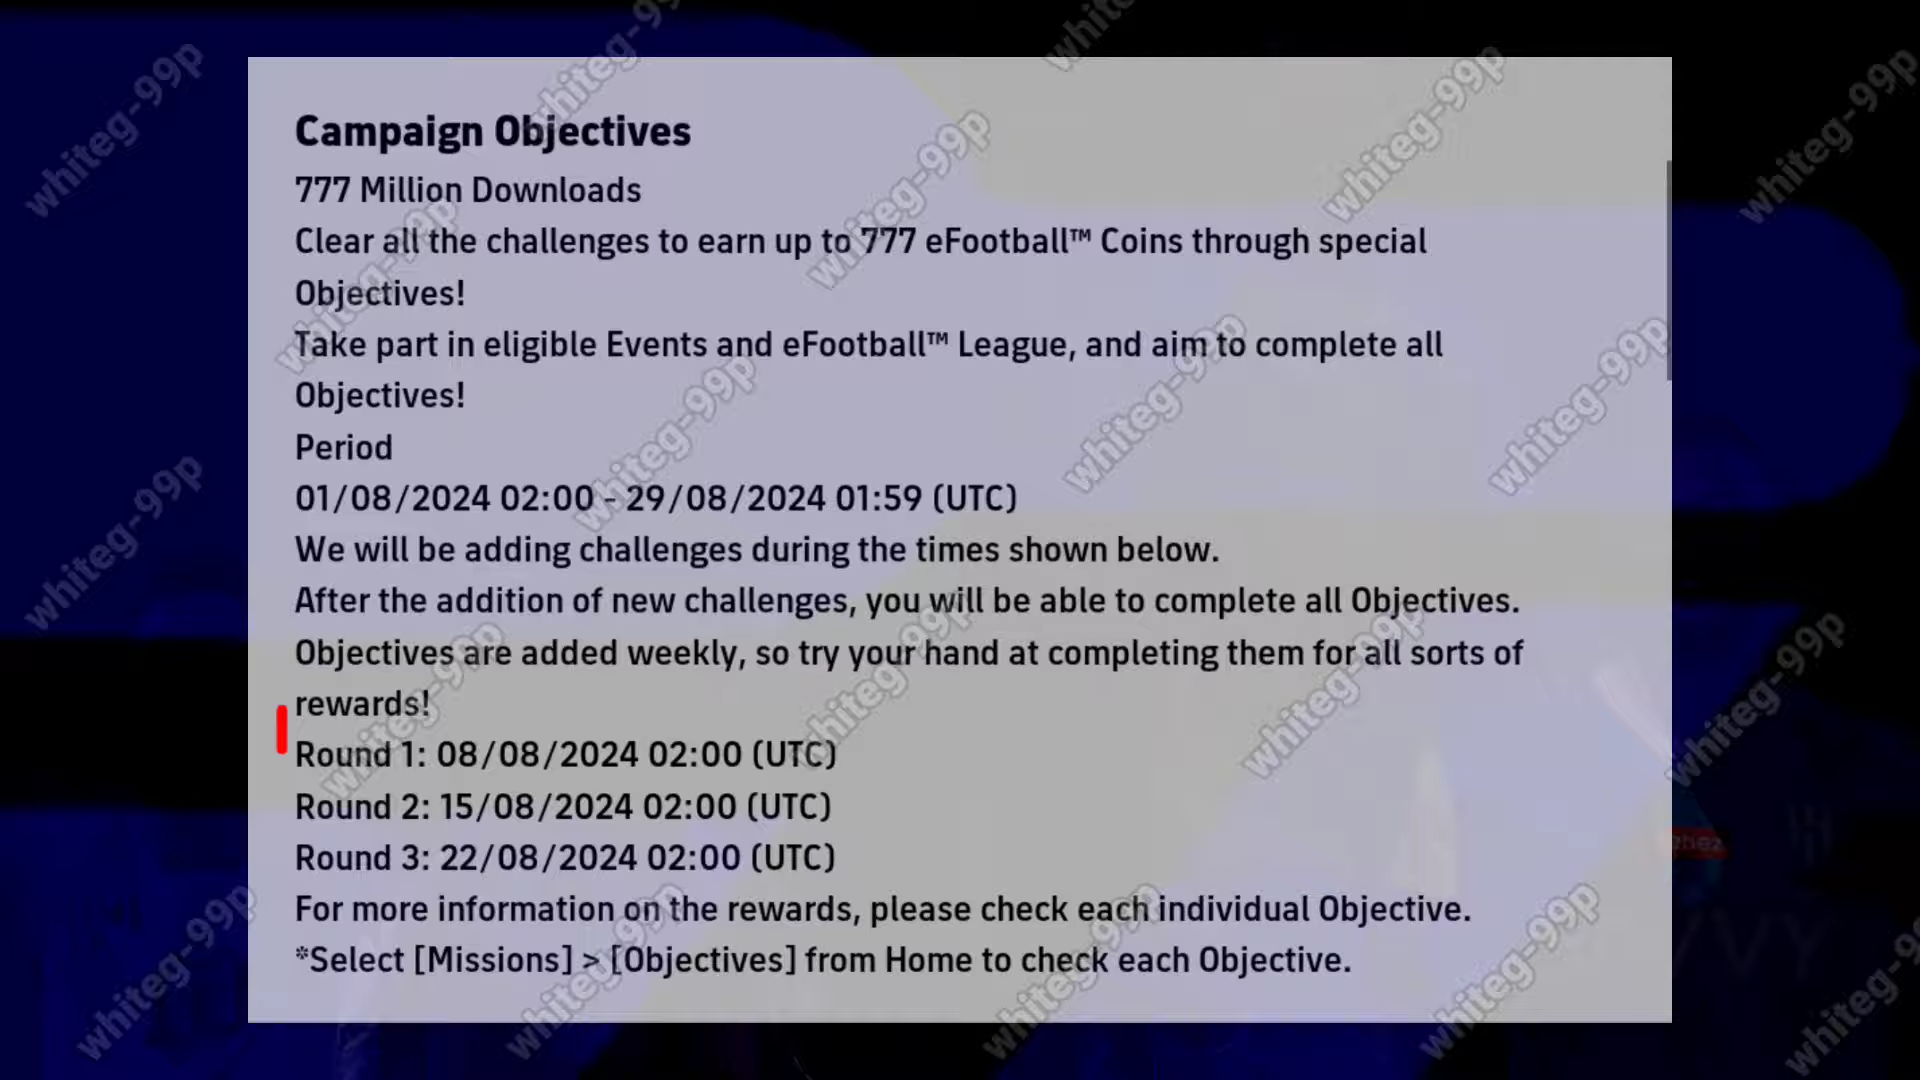 Campaign Objectives
777 Million Downloads
Clear all the challenges to earn up to 777 eFootball™ Coins through special
Objectives!
Take part in eligible Events and eFootball™ League, and aim to complete all
Objectives!
Period
01/08/2024 02:00 - 29/08/2024 01:59 (UTC)
We will be adding challenges during the times shown below.
After the addition of new challenges, you will be able to complete all Objectives.
Objectives are added weekly, so try your hand at completing them for all sorts of
rewards!
Round 1: 08/08/2024 02:00 (UTC)
Round 2: 15/08/2024 02:00 (UTC)
Round 3: 22/08/2024 02:00 (UTC)
For more information on the rewards, please check each individual Objective.
*Select [Missions] > [Objectives] from Home to check each Objective.
whiteg-99p